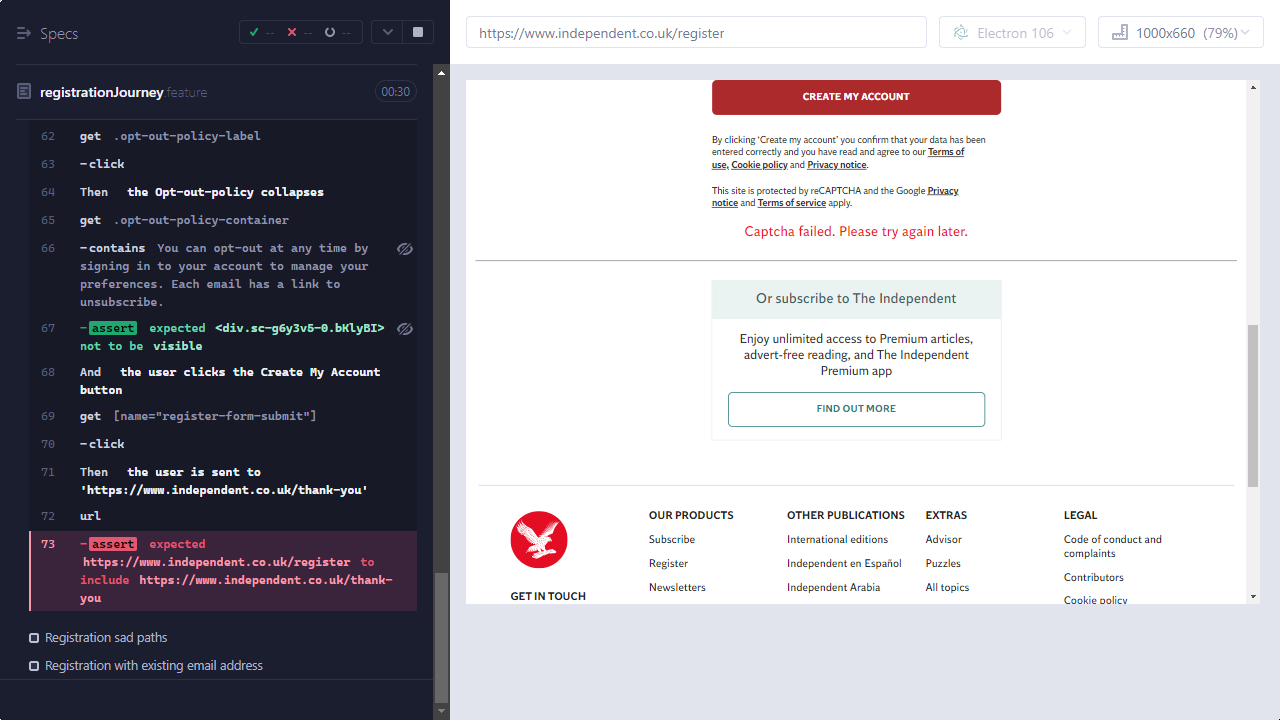 Specs
-- -- --
registrationJourney.feature
00:30
62 get .opt-out-policy-label
63 -click
64 Then the Opt-out-policy collapses
65 get .opt-out-policy-container
66 -contains You can opt-out at any time by
signing in to your account to manage your
preferences. Each email has a link to
unsubscribe.
67 -assert expected <div.sc-g6y3v5-0.bKlyBI>
not to be visible
68 And the user clicks the Create My Account
button
69 get [name="register-form-submit"]
70 -click
71 Then the user is sent to
'https://www.independent.co.uk/thank-you'
72 url
73 -assert expected
https://www.independent.co.uk/register to
include https://www.independent.co.uk/thank-
you
Registration sad paths
Registration with existing email address
https://www.independent.co.uk/register
Electron 106
1000x660 (79%)
CREATE MY ACCOUNT
By clicking ‘Create my account’ you confirm that your data has been
entered correctly and you have read and agree to our Terms of
use, Cookie policy and Privacy notice.
This site is protected by reCAPTCHA and the Google Privacy
notice and Terms of service apply.
Captcha failed. Please try again later.
Or subscribe to The Independent
Enjoy unlimited access to Premium articles,
advert-free reading, and The Independent
Premium app
FIND OUT MORE
GET IN TOUCH
OUR PRODUCTS
Subscribe
Register
Newsletters
OTHER PUBLICATIONS
International editions
Independent en Español
Independent Arabia
EXTRAS
Advisor
Puzzles
All topics
LEGAL
Code of conduct and
complaints
Contributors
Cookie policy